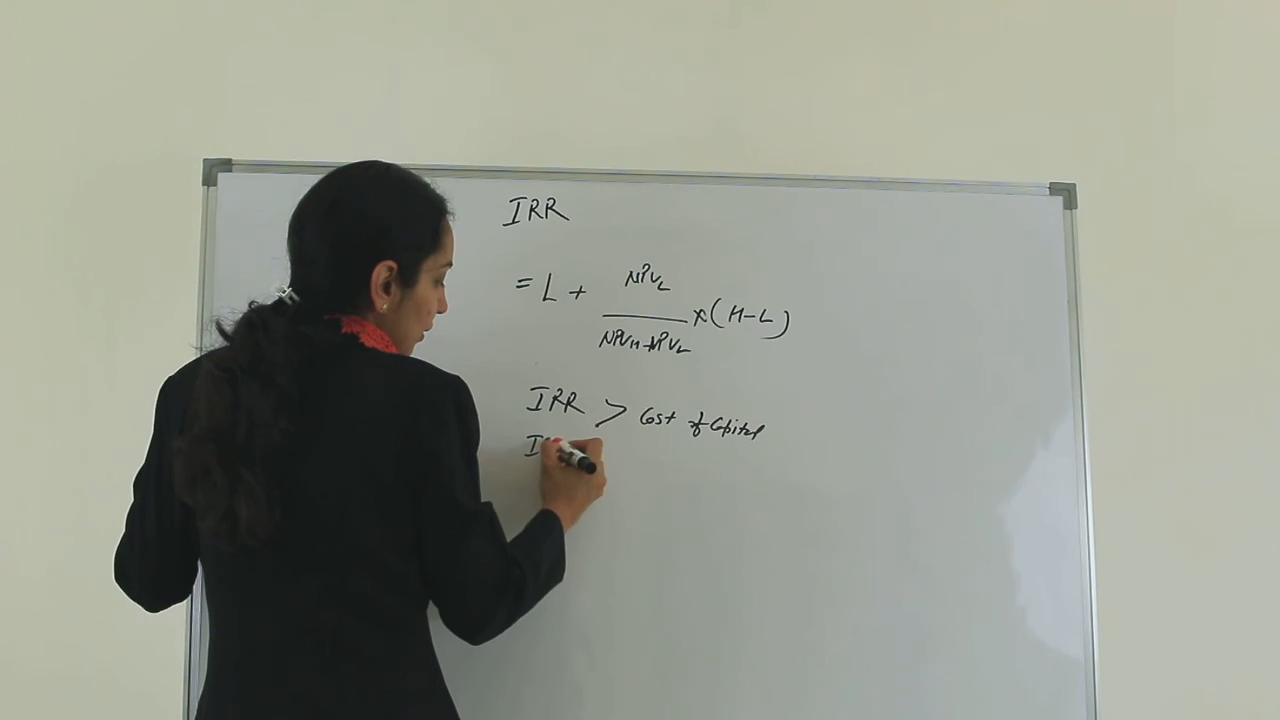 IRR
= L + NPVL
× (H-L)
NPVH+NPVL
IRR > Cost of Capital
I